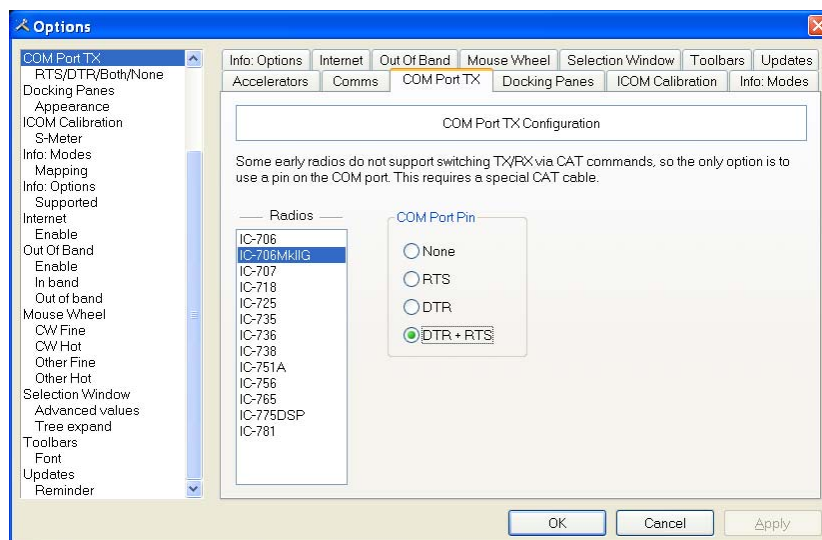 Options
COM Port TX
RTS/DTR/Both/None
Docking Panes
Appearance
ICOM Calibration
S-Meter
Info: Modes
Mapping
Info: Options
Supported
Internet
Enable
Out Of Band
Enable
In band
Out of band
Mouse Wheel
CW Fine
CW Hot
Other Fine
Other Hot
Selection Window
Advanced values
Tree expand
Toolbars
Font
Updates
Reminder
Info: Options Internet Out Of Band Mouse Wheel Selection Window Toolbars Updates
Accelerators Comms COM Port TX Docking Panes ICOM Calibration Info: Modes
COM Port TX Configuration
Some early radios do not support switching TX/RX via CAT commands, so the only option is to
use a pin on the COM port. This requires a special CAT cable.
Radios
IC-706
IC-706MkIIG
IC-707
IC-718
IC-725
IC-735
IC-736
IC-738
IC-751A
IC-756
IC-765
IC-775DSP
IC-781
COM Port Pin
None
RTS
DTR
DTR + RTS
OK Cancel Apply